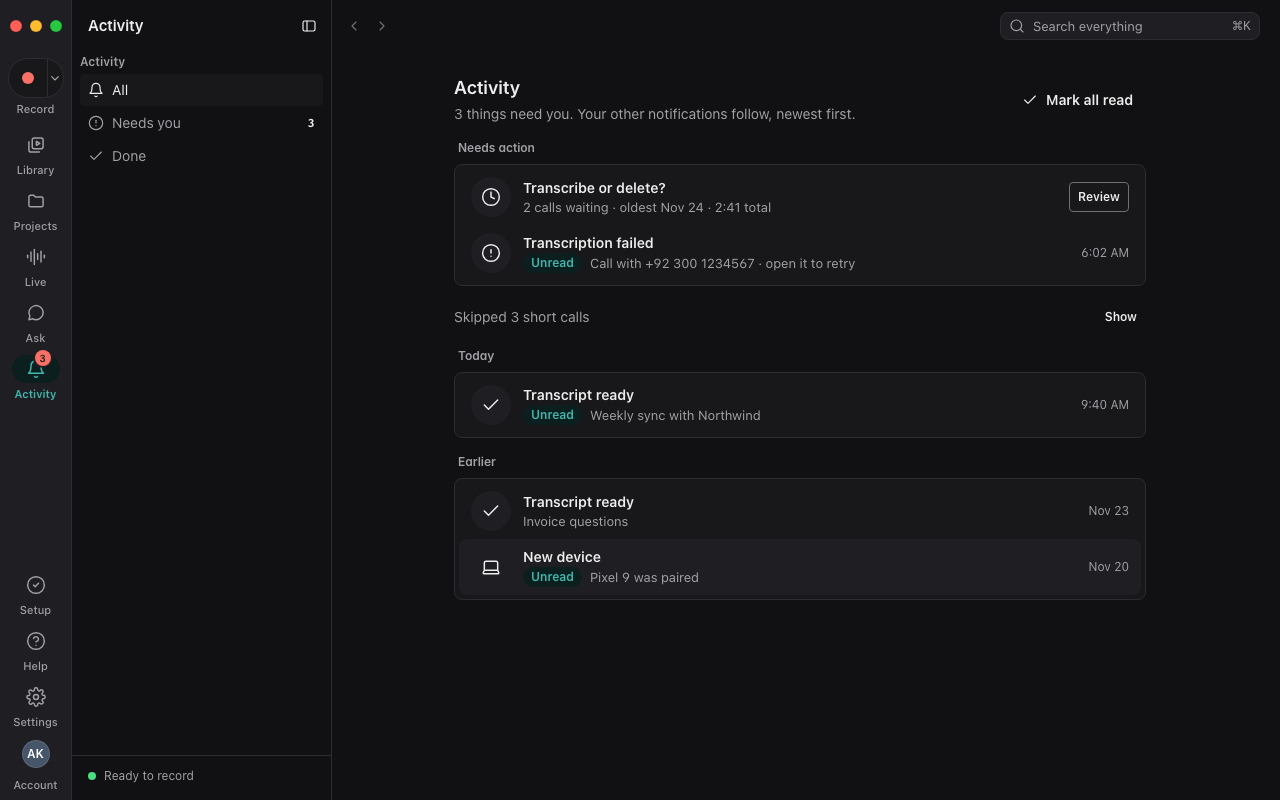 Activity
Search everything
⌘K
Record
Library
Projects
Live
Ask
3
Activity
Setup
Help
Settings
AK
Account
Activity
All
Needs you
3
Done
Ready to record
Activity
3 things need you. Your other notifications follow, newest first.
Mark all read
Needs action
Transcribe or delete?
2 calls waiting · oldest Nov 24 · 2:41 total
Review
Transcription failed
Unread Call with +92 300 1234567 · open it to retry
6:02 AM
Skipped 3 short calls
Show
Today
Transcript ready
Unread Weekly sync with Northwind
9:40 AM
Earlier
Transcript ready
Invoice questions
Nov 23
New device
Unread Pixel 9 was paired
Nov 20